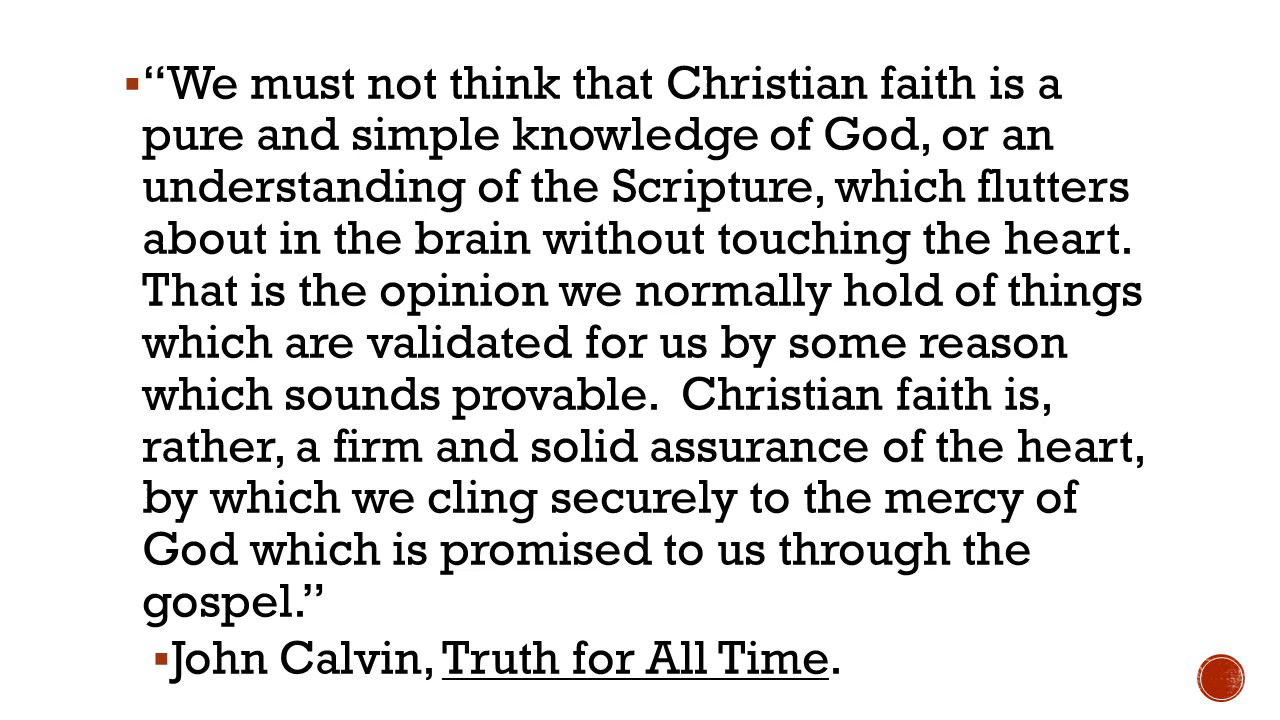 ▪“We must not think that Christian faith is a
pure and simple knowledge of God, or an
understanding of the Scripture, which flutters
about in the brain without touching the heart.
That is the opinion we normally hold of things
which are validated for us by some reason
which sounds provable.  Christian faith is,
rather, a firm and solid assurance of the heart,
by which we cling securely to the mercy of
God which is promised to us through the
gospel.”
▪John Calvin, Truth for All Time.